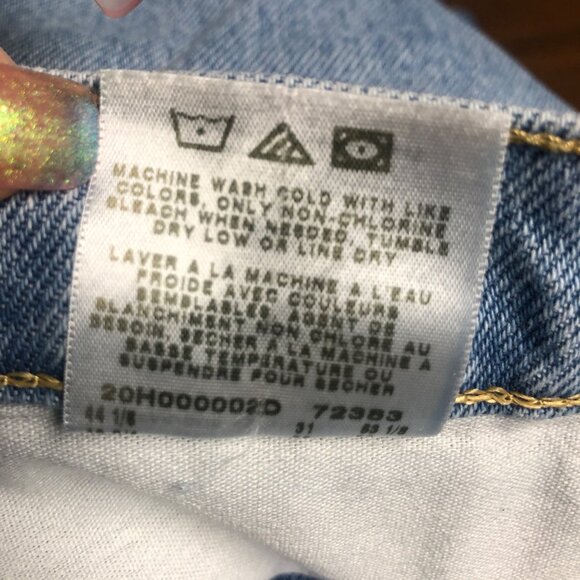 MACHINE WASH COLD WITH LIKE
COLORS, ONLY NON-CHLORINE
BLEACH WHEN NEEDED, TUMBLE
DRY LOW OR LINE DRY
LAVER A LA MACHINE A L'EAU
FROIDE AVEC COULEURS
SEMBLABLES, AGENT DE
BLANCHIMENT NON CHLORE AU
BESOIN, SECHER A LA MACHINE A
BASSE TEMPERATURE OU
SUSPENDRE POUR SECHER
20H000002D 72383
44 1/8 31 53 1/8